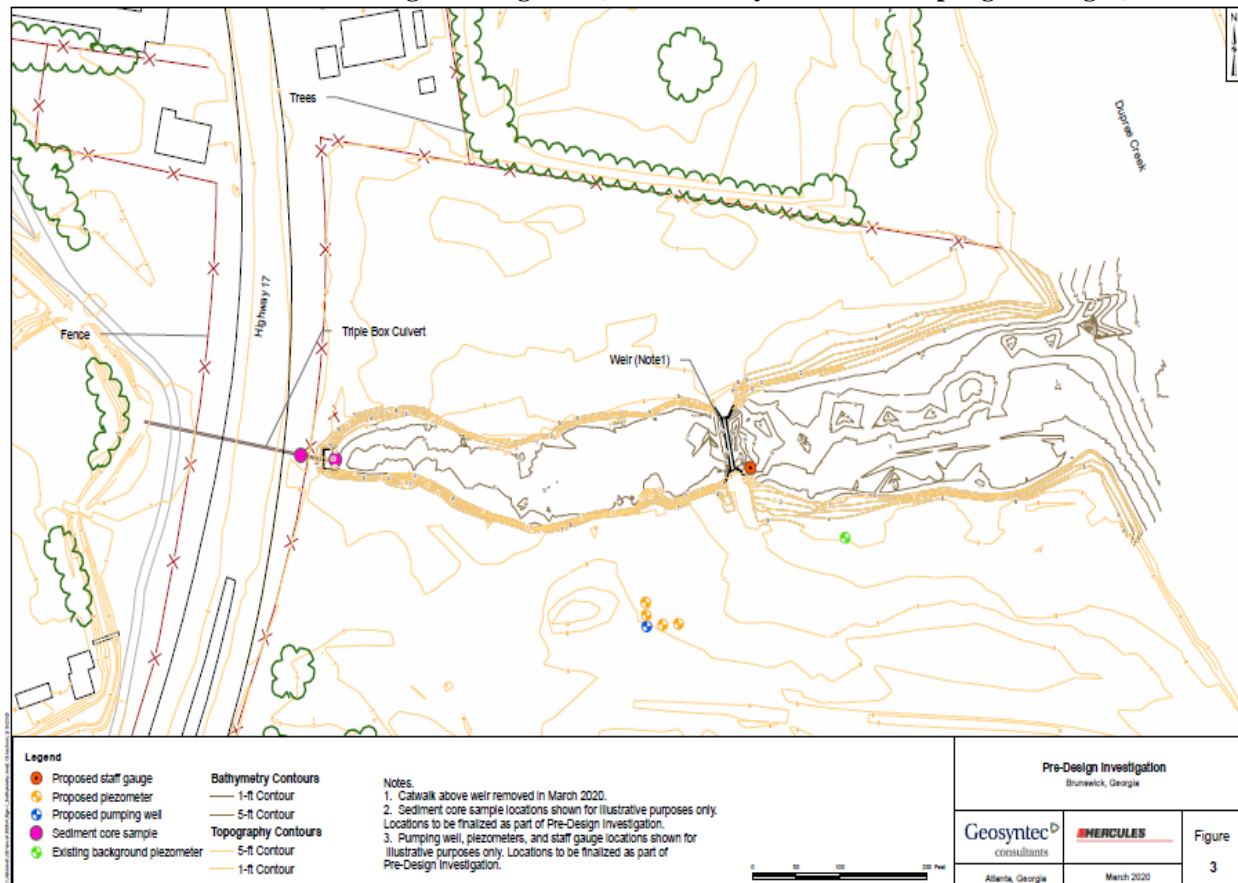 N
Trees
Dupree Creek
Highway 17
Fence
Triple Box Culvert
Weir (Note1)
Legend
Proposed staff gauge
Proposed piezometer
Proposed pumping well
Sediment core sample
Existing background piezometer
Bathymetry Contours
1-ft Contour
5-ft Contour
Topography Contours
5-ft Contour
1-ft Contour
Notes.
1. Catwalk above weir removed in March 2020.
2. Sediment core sample locations shown for illustrative purposes only.
Locations to be finalized as part of Pre-Design Investigation.
3. Pumping well, piezometers, and staff gauge locations shown for
illustrative purposes only. Locations to be finalized as part of
Pre-Design Investigation.
0 50 100 200 Feet
Pre-Design Investigation
Brunswick, Georgia
Geosyntec
consultants
HERCULES
Figure
3
Atlanta, Georgia
March 2020